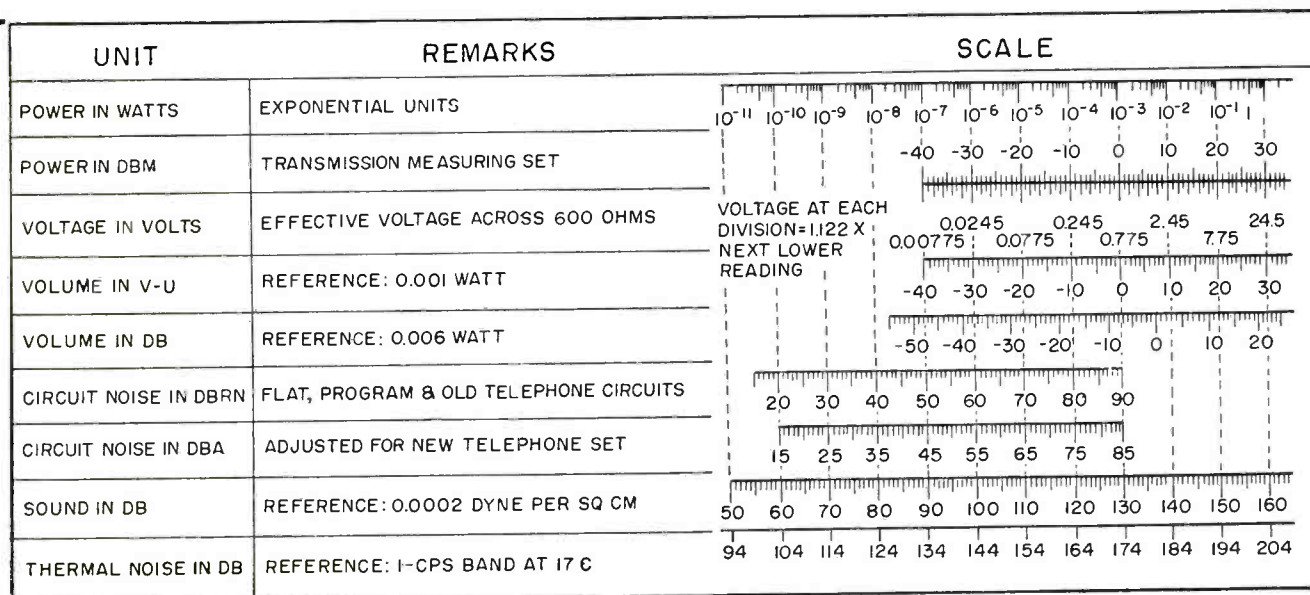 UNIT REMARKS SCALE
POWER IN WATTS EXPONENTIAL UNITS
10⁻¹¹ 10⁻¹⁰ 10⁻⁹ 10⁻⁸ 10⁻⁷ 10⁻⁶ 10⁻⁵ 10⁻⁴ 10⁻³ 10⁻² 10⁻¹ 1
POWER IN DBM TRANSMISSION MEASURING SET
-40 -30 -20 -10 0 10 20 30
VOLTAGE IN VOLTS EFFECTIVE VOLTAGE ACROSS 600 OHMS
VOLTAGE AT EACH
DIVISION=1.122 X
NEXT LOWER
READING
0.0245 0.245 2.45 24.5
0.00775 0.0775 0.775 7.75
VOLUME IN V-U REFERENCE: 0.001 WATT
-40 -30 -20 -10 0 10 20 30
VOLUME IN DB REFERENCE: 0.006 WATT
-50 -40 -30 -20 -10 0 10 20
CIRCUIT NOISE IN DBRN FLAT, PROGRAM & OLD TELEPHONE CIRCUITS
20 30 40 50 60 70 80 90
CIRCUIT NOISE IN DBA ADJUSTED FOR NEW TELEPHONE SET
15 25 35 45 55 65 75 85
SOUND IN DB REFERENCE: 0.0002 DYNE PER SQ CM
50 60 70 80 90 100 110 120 130 140 150 160
THERMAL NOISE IN DB REFERENCE: 1-CPS BAND AT 17 C
94 104 114 124 134 144 154 164 174 184 194 204